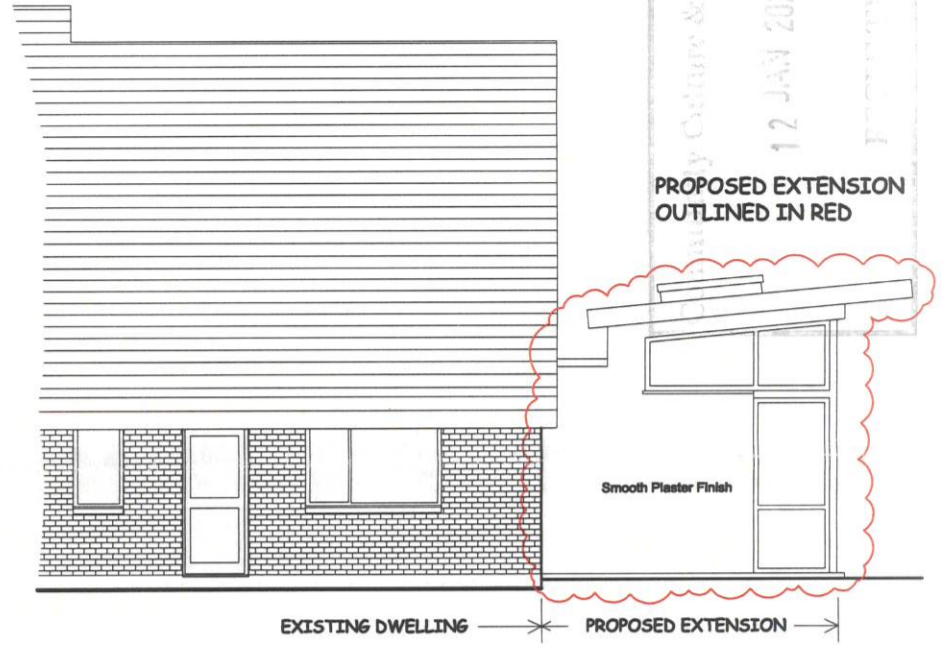 12 JAN 20
PROPOSED EXTENSION
OUTLINED IN RED
Smooth Plaster Finish
EXISTING DWELLING
PROPOSED EXTENSION